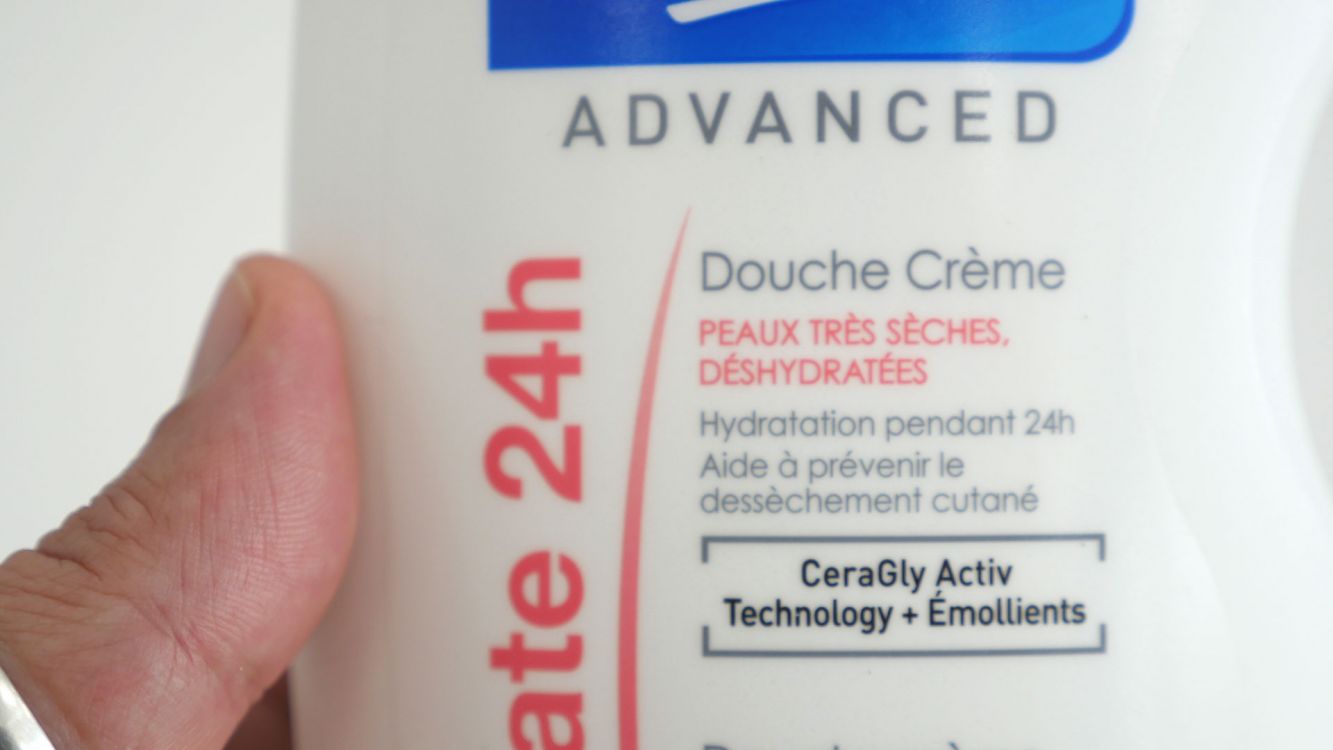 ADVANCED
ate 24h
Douche Crème
PEAUX TRÈS SÈCHES,
DÉSHYDRATÉES
Hydratation pendant 24h
Aide à prévenir le
dessèchement cutané
CeraGly Activ
Technology + Émollients